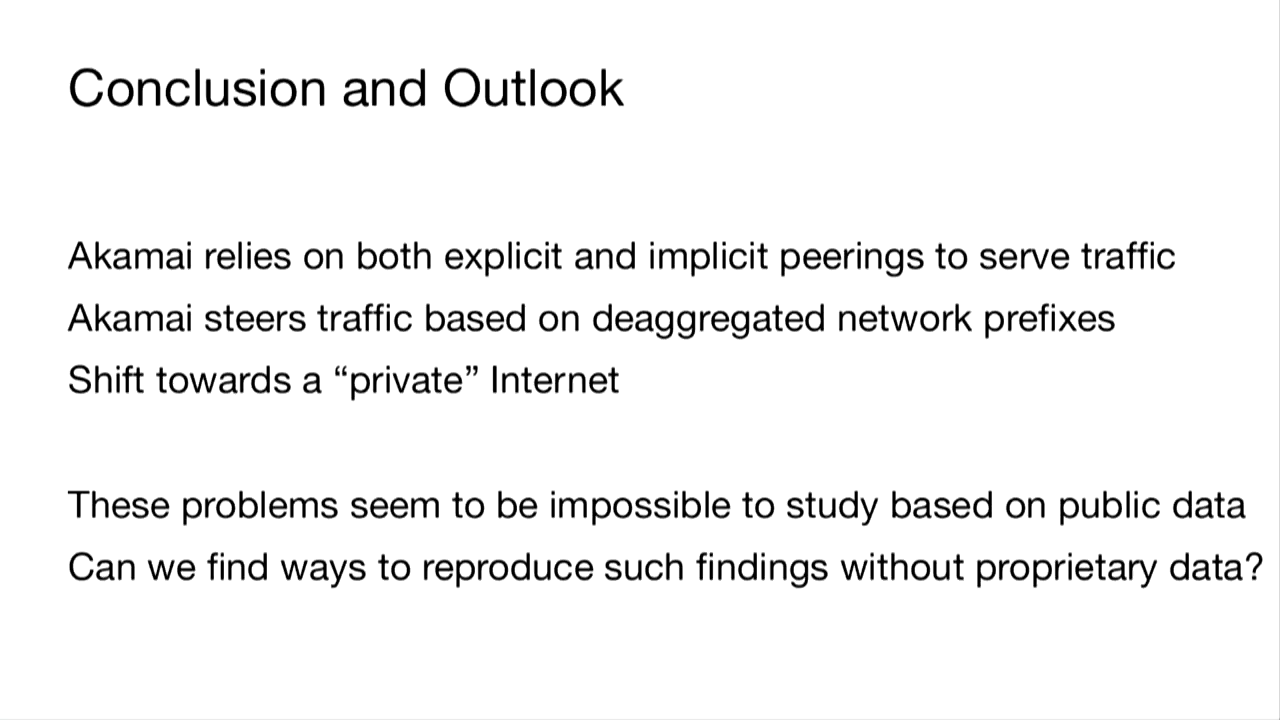 Conclusion and Outlook
Akamai relies on both explicit and implicit peerings to serve traffic
Akamai steers traffic based on deaggregated network prefixes
Shift towards a “private” Internet
These problems seem to be impossible to study based on public data
Can we find ways to reproduce such findings without proprietary data?